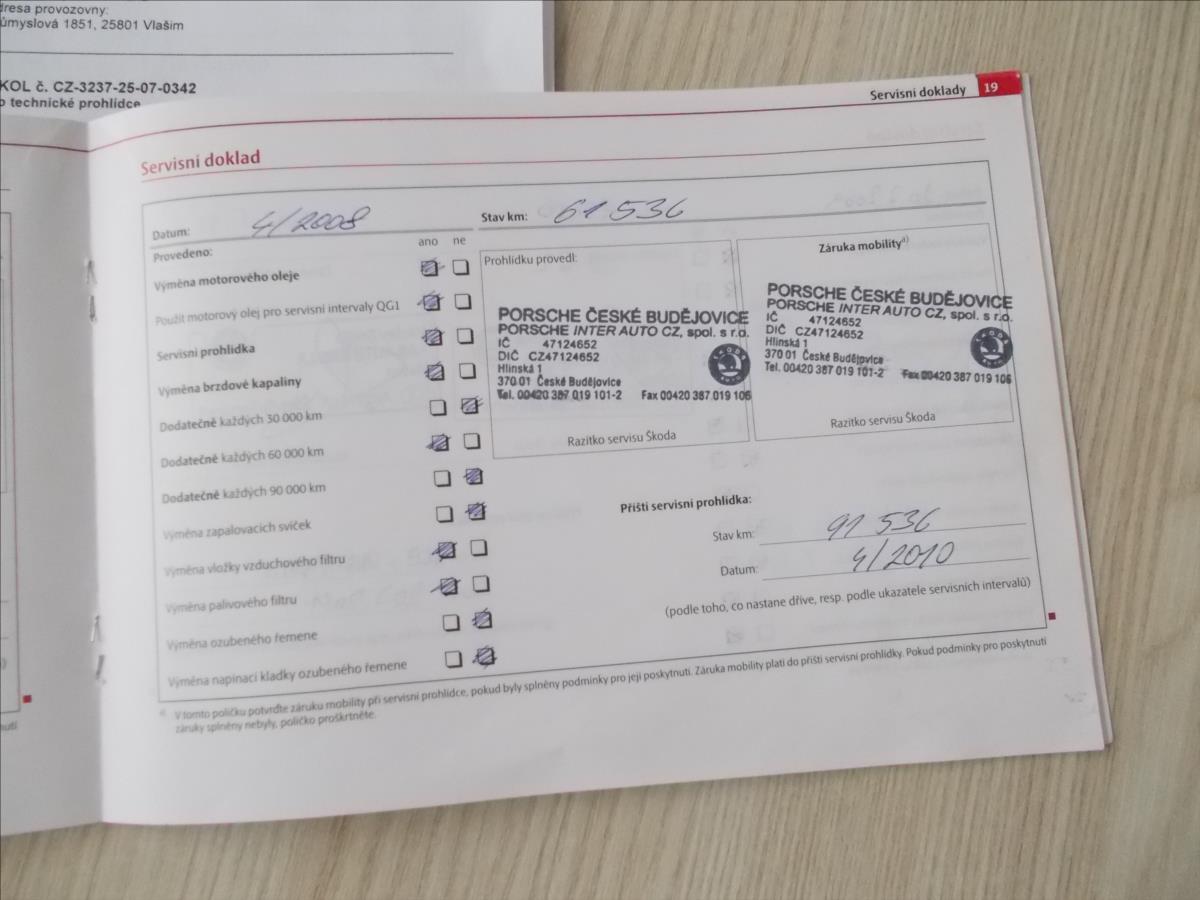 dresa provozovny:
ůmyslová 1851, 25801 Vlašim
KOL č. CZ-3237-25-07-0342
o technické prohlídce
Servisní doklady 19
Servisní doklad
Datum: 4/2008
Stav km: 61 536
Provedeno:
ano ne
Výměna motorového oleje
Použit motorový olej pro servisní intervaly QG1
Servisní prohlídka
Výměna brzdové kapaliny
Dodatečně každých 30 000 km
Dodatečně každých 60 000 km
Dodatečně každých 90 000 km
Výměna zapalovacích svíček
Výměna vložky vzduchového filtru
Výměna palivového filtru
Výměna ozubeného řemene
Výměna napínací kladky ozubeného řemene
Prohlídku provedl:
PORSCHE ČESKÉ BUDĚJOVICE
PORSCHE INTER AUTO CZ, spol. s r.o.
IČ 47124652
DIČ CZ47124652
Hlinská 1
370 01 České Budějovice
Tel. 00420 387 019 101-2 Fax 00420 387 019 106
ŠKODA
AUTO
Razítko servisu Škoda
Záruka mobility a)
PORSCHE ČESKÉ BUDĚJOVICE
PORSCHE INTER AUTO CZ, spol. s r.o.
IČ 47124652
DIČ CZ47124652
Hlinská 1
370 01 České Budějovice
Tel. 00420 387 019 101-2 Fax 00420 387 019 106
ŠKODA
AUTO
Razítko servisu Škoda
Příští servisní prohlídka:
Stav km: 91 536
Datum: 4/2010
(podle toho, co nastane dříve, resp. podle ukazatele servisních intervalů)
a) V tomto políčku potvrďte záruku mobility při servisní prohlídce, pokud byly splněny podmínky pro její poskytnutí. Záruka mobility platí do příští servisní prohlídky. Pokud podmínky pro poskytnutí
záruky splněny nebyly, políčko proškrtněte.